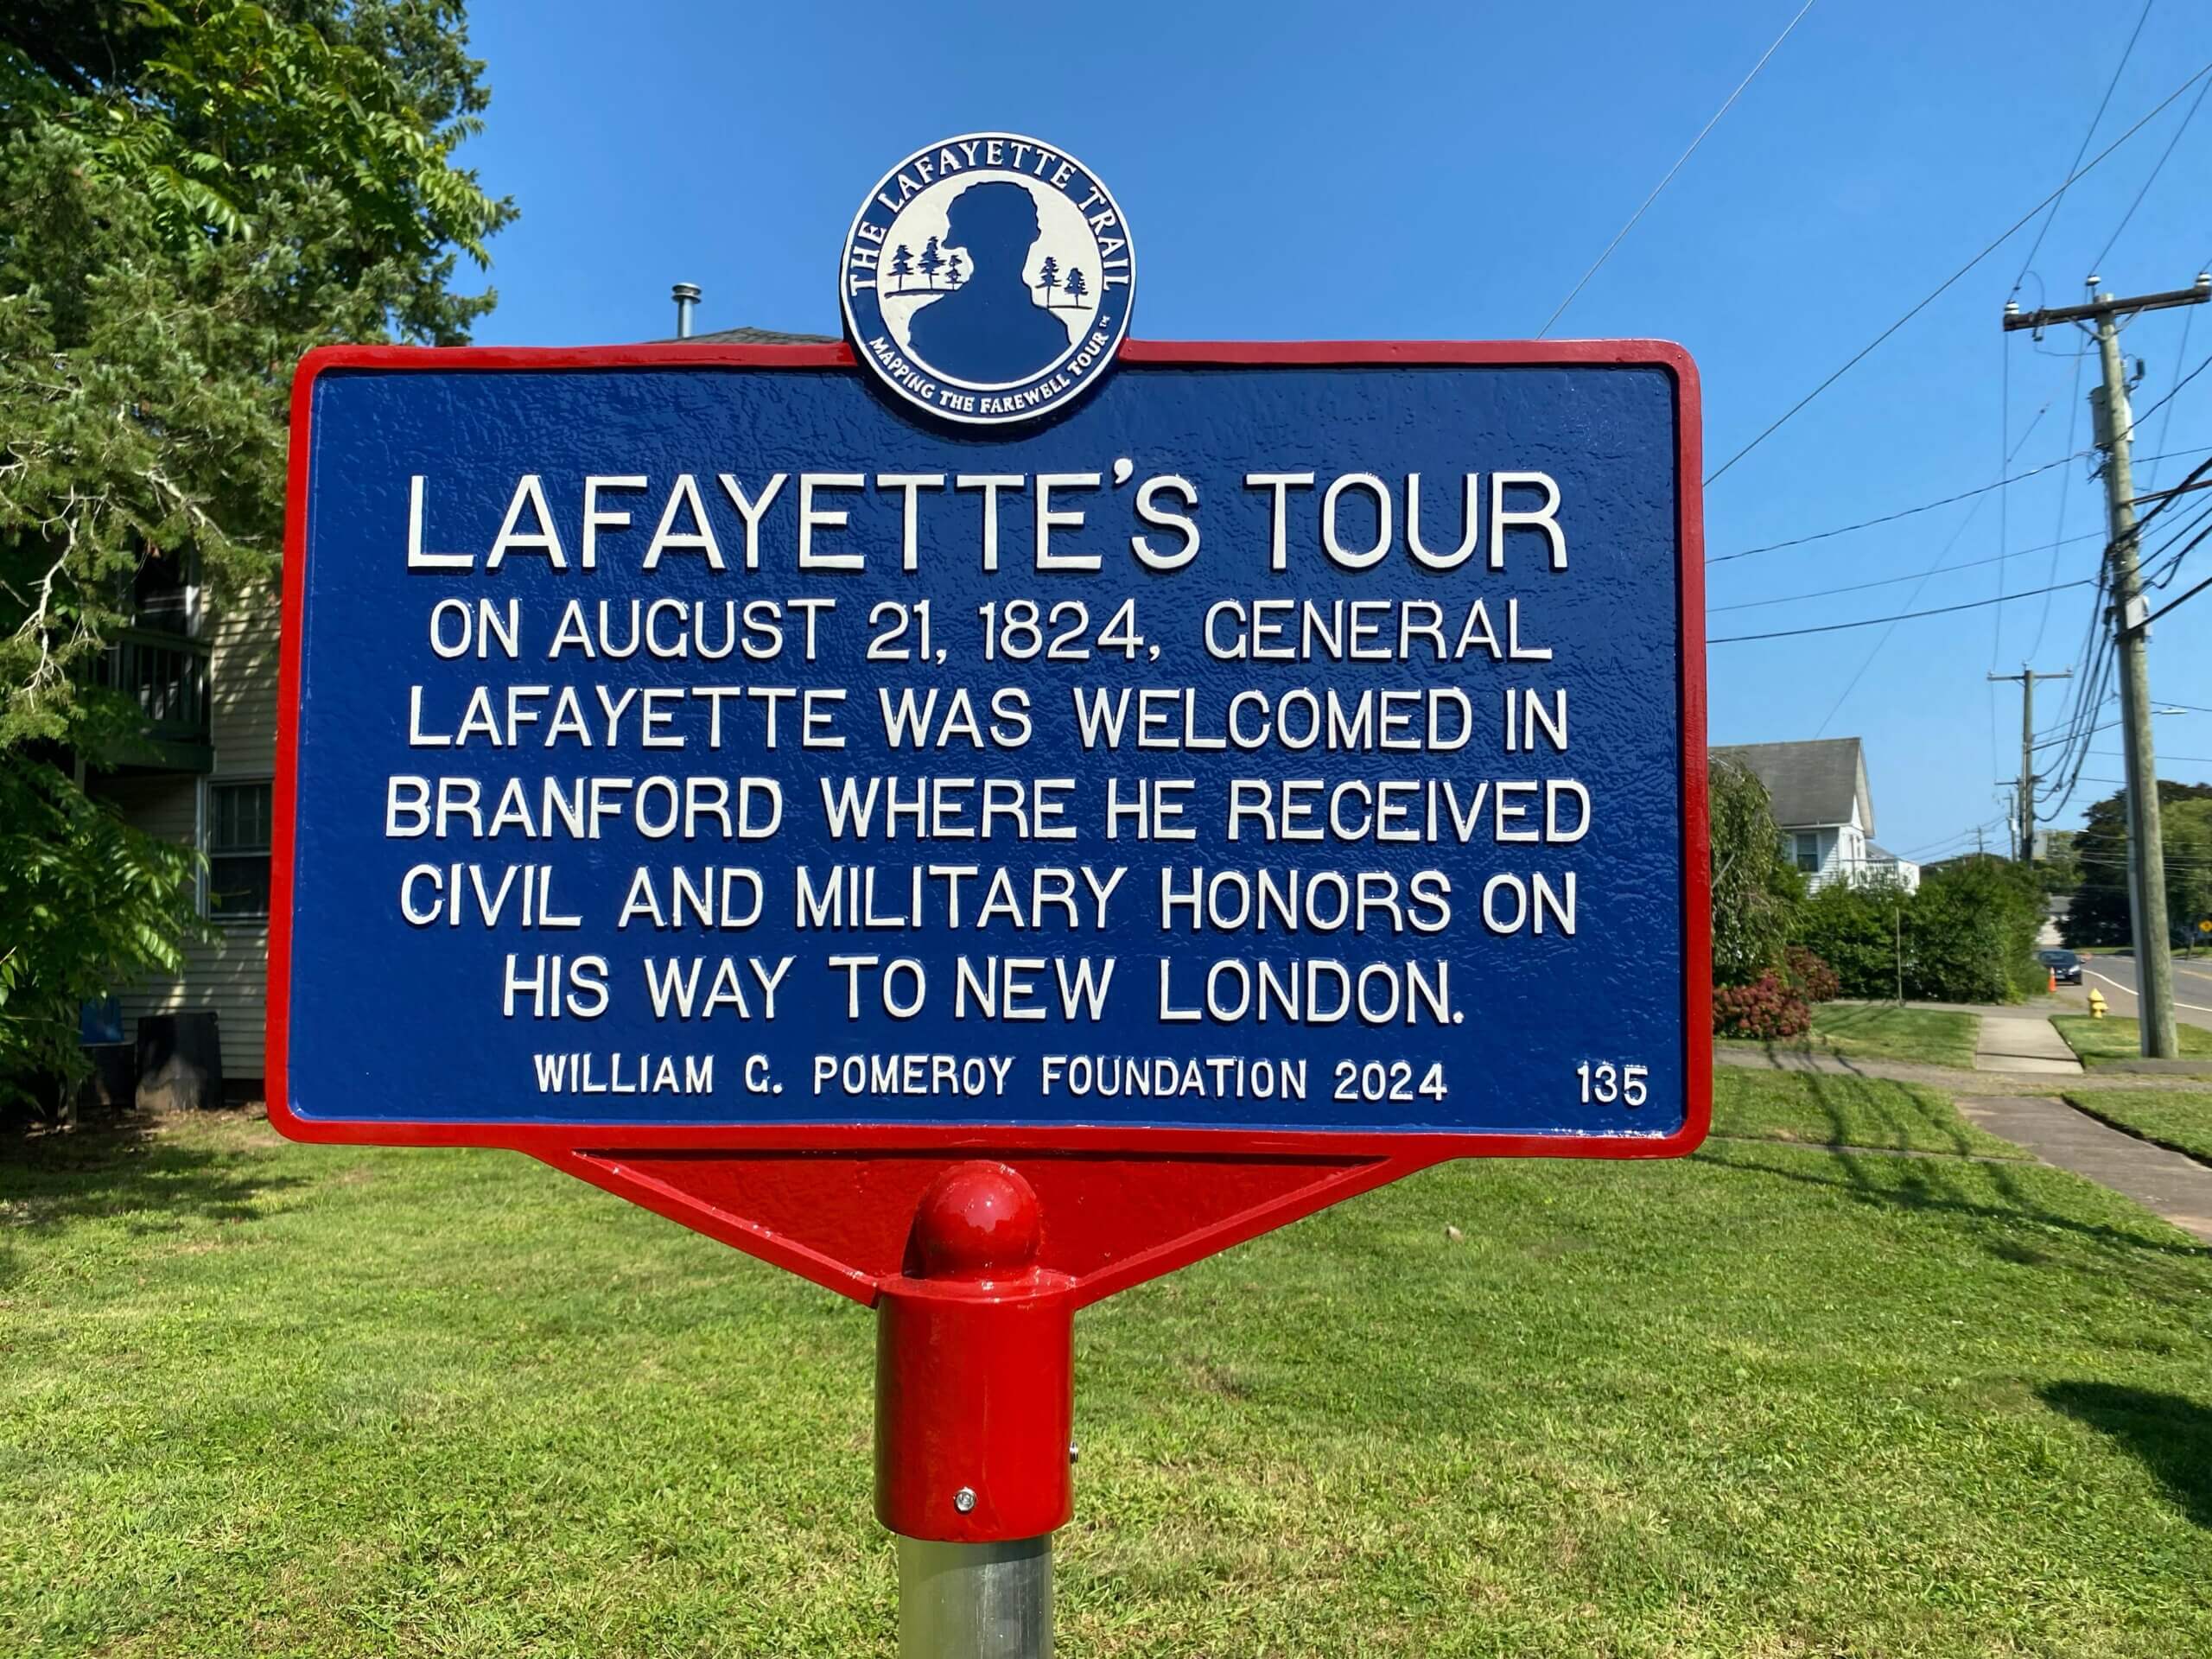 THE LAFAYETTE TRAIL
MAPPING THE FAREWELL TOUR™
LAFAYETTE'S TOUR
ON AUGUST 21, 1824, GENERAL
LAFAYETTE WAS WELCOMED IN
BRANFORD WHERE HE RECEIVED
CIVIL AND MILITARY HONORS ON
HIS WAY TO NEW LONDON.
WILLIAM G. POMEROY FOUNDATION 2024 135